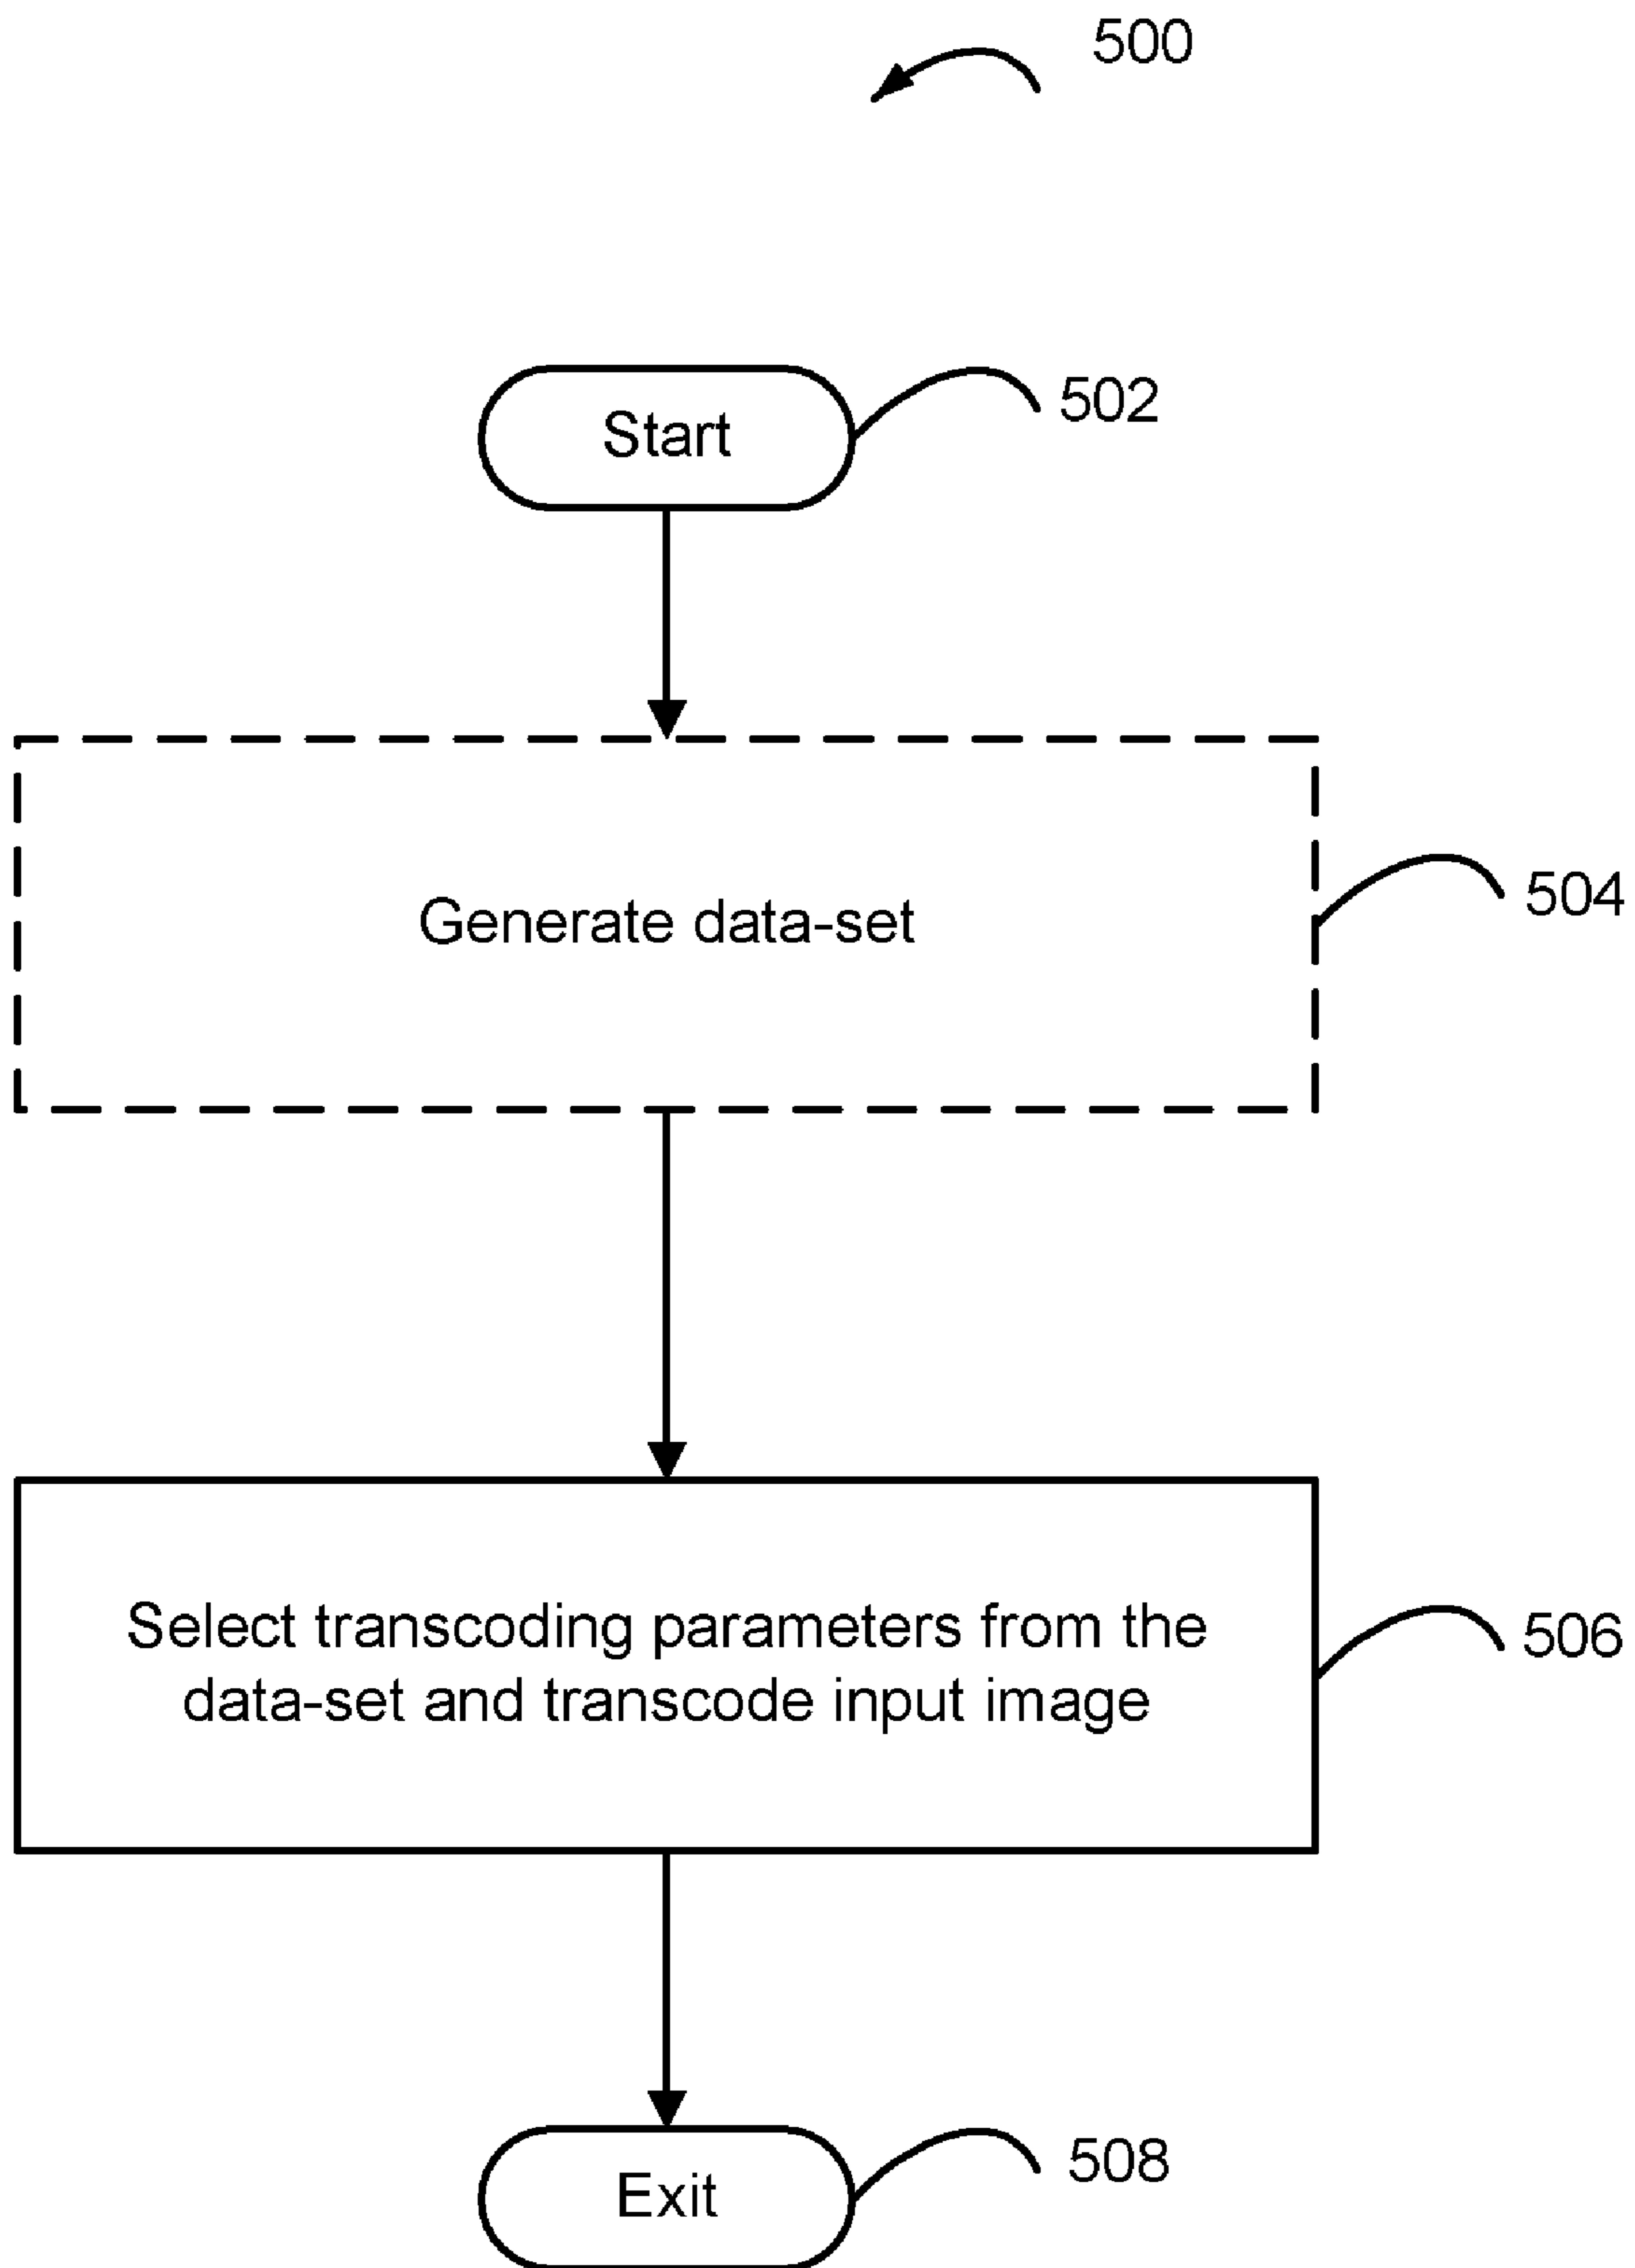 500
Start
502
Generate data-set
504
Select transcoding parameters from the
data-set and transcode input image
506
Exit
508